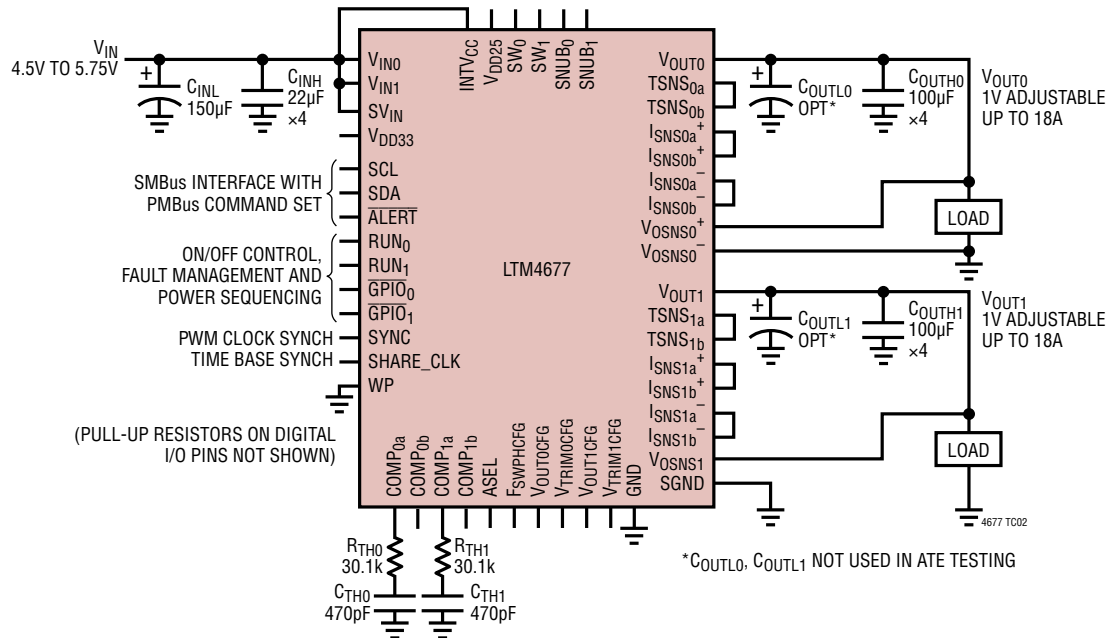 V_IN
4.5V TO 5.75V
C_INL
150µF
C_INH
22µF
×4
+
INTV_CC
V_DD25
SW_0
SW_1
SNUB_0
SNUB_1
V_IN0
V_IN1
SV_IN
V_DD33
SCL
SDA
ALERT
RUN_0
RUN_1
GPIO_0
GPIO_1
SYNC
SHARE_CLK
WP
SMBus INTERFACE WITH
PMBus COMMAND SET
ON/OFF CONTROL,
FAULT MANAGEMENT AND
POWER SEQUENCING
PWM CLOCK SYNCH
TIME BASE SYNCH
(PULL-UP RESISTORS ON DIGITAL
I/O PINS NOT SHOWN)
LTM4677
V_OUT0
TSNS_0a
TSNS_0b
I_SNS0a^+
I_SNS0b^+
I_SNS0a^−
I_SNS0b^−
V_OSNS0^+
V_OSNS0^−
V_OUT1
TSNS_1a
TSNS_1b
I_SNS1a^+
I_SNS1b^+
I_SNS1a^−
I_SNS1b^−
V_OSNS1
SGND
+
C_OUTL0
OPT*
C_OUTH0
100µF
×4
V_OUT0
1V ADJUSTABLE
UP TO 18A
LOAD
+
C_OUTL1
OPT*
C_OUTH1
100µF
×4
V_OUT1
1V ADJUSTABLE
UP TO 18A
LOAD
4677 TC02
COMP_0a
COMP_0b
COMP_1a
COMP_1b
ASEL
F_SWPHCFG
V_OUT0CFG
V_TRIM0CFG
V_OUT1CFG
V_TRIM1CFG
GND
R_TH0
30.1k
R_TH1
30.1k
C_TH0
470pF
C_TH1
470pF
*C_OUTL0, C_OUTL1 NOT USED IN ATE TESTING